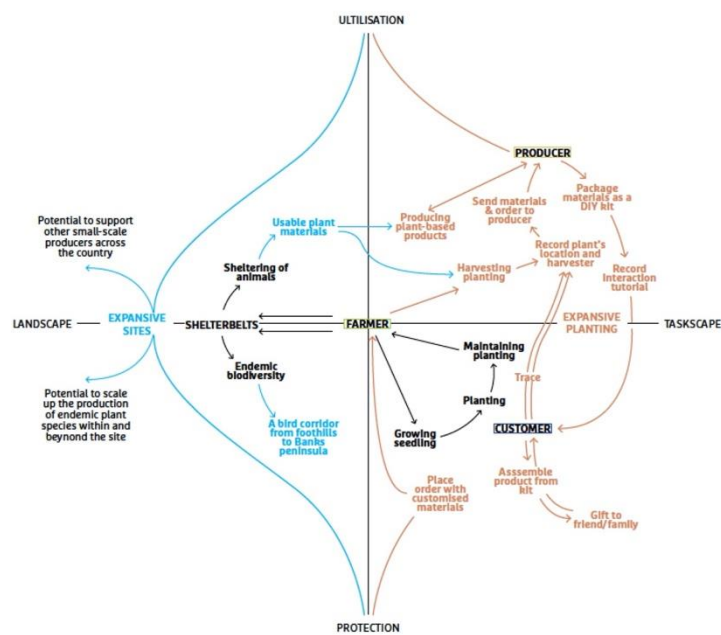 ULTILISATION
PRODUCER
Package
materials as a
DIY kit
Send materials
& order to
producer
Potential to support
other small-scale
producers across
the country
Usable plant
materials
Producing
plant-based
products
Record plant's
location and
harvester
Sheltering of
animals
Harvesting
planting
Record
Interaction
tutorial
LANDSCAPE
EXPANSIVE
SITES
SHELTERBELTS
FARMER
EXPANSIVE
PLANTING
TASKSCAPE
Maintaining
planting
Endemic
biodiversity
Trace
Potential to scale
up the production
of endemic plant
species within and
beynond the site
Planting
A bird corridor
from foothills
to Banks
peninsula
Growing
seedling
CUSTOMER
Place
order with
customised
materials
Asssemble
product from
kit
Gift to
friend/family
PROTECTION